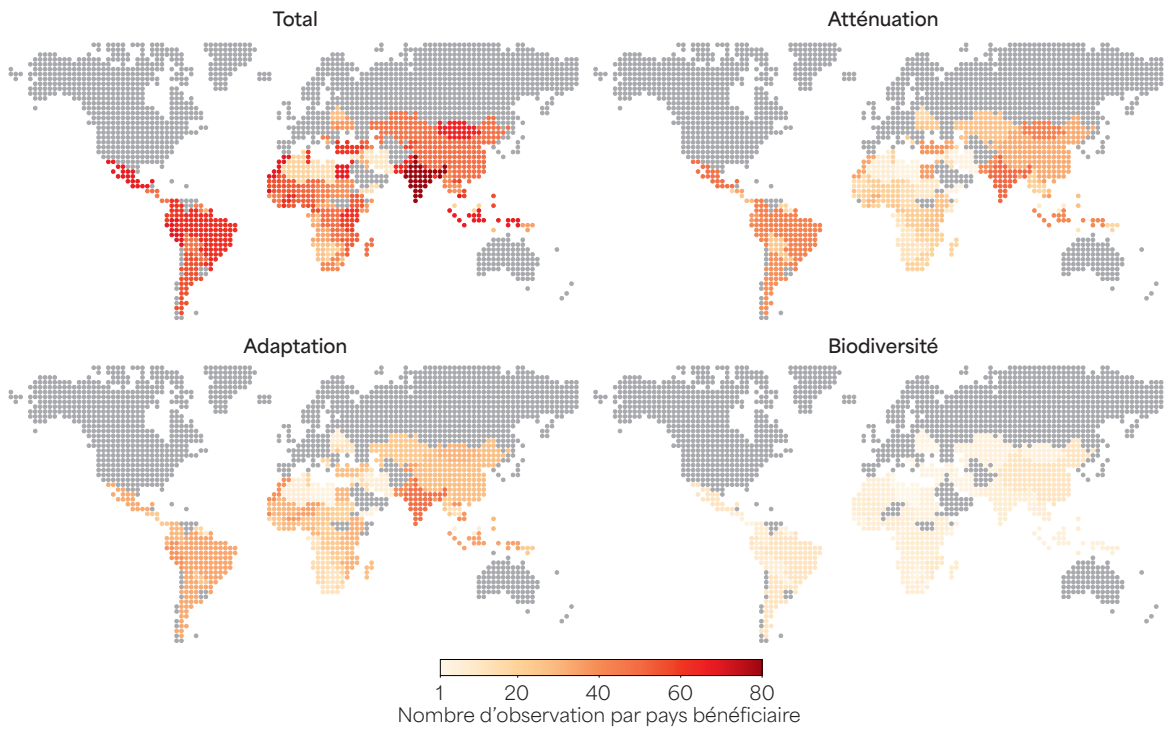 Total
Atténuation
Adaptation
Biodiversité
1 20 40 60 80
Nombre d'observation par pays bénéficiaire